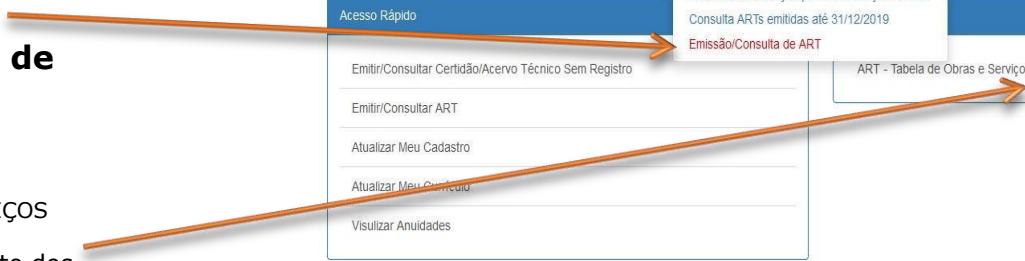 Acesso Rápido
Consulta ARTs emitidas até 31/12/2019
Emissão/Consulta de ART
de
Emitir/Consultar Certidão/Acervo Técnico Sem Registro
ART - Tabela de Obras e Serviço
Emitir/Consultar ART
Atualizar Meu Cadastro
Atualizar Meu Currículo
Visulizar Anuidades